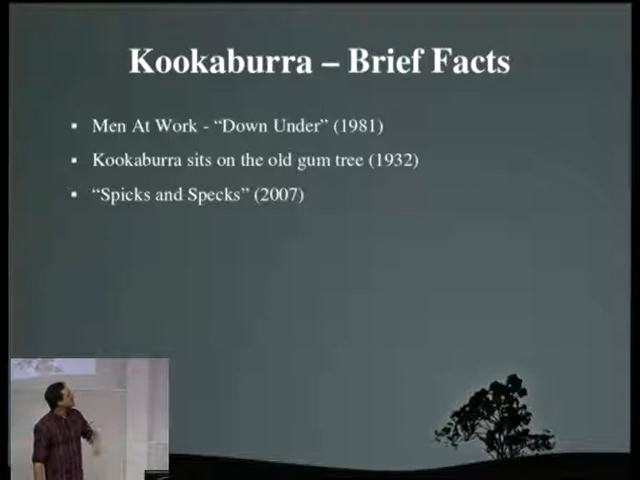 Kookaburra – Brief Facts
Men At Work - “Down Under” (1981)
Kookaburra sits on the old gum tree (1932)
“Spicks and Specks” (2007)